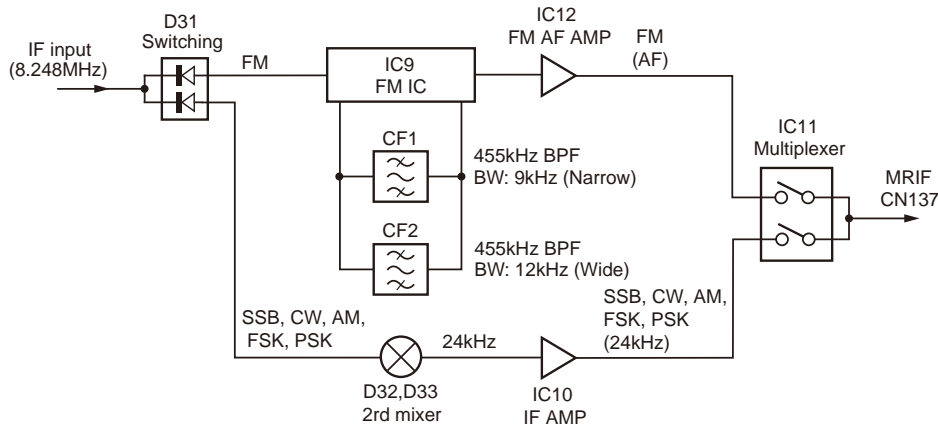 D31
Switching
IF input
(8.248MHz)
FM
IC9
FM IC
IC12
FM AF AMP
FM
(AF)
CF1
455kHz BPF
BW: 9kHz (Narrow)
CF2
455kHz BPF
BW: 12kHz (Wide)
IC11
Multiplexer
MRIF
CN137
SSB, CW, AM,
FSK, PSK
24kHz
D32,D33
2rd mixer
IC10
IF AMP
SSB, CW, AM,
FSK, PSK
(24kHz)